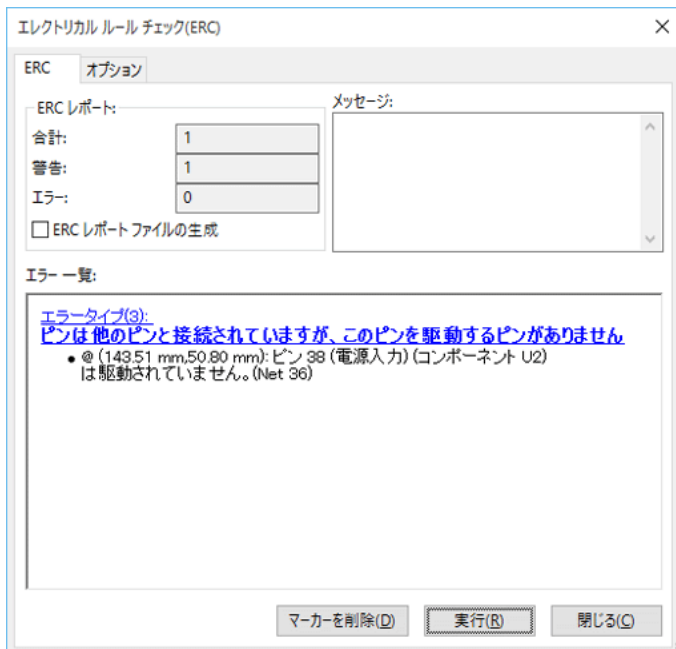 エレクトリカル ルール チェック(ERC)
ERC
オプション
ERC レポート:
メッセージ:
合計:
1
警告:
1
エラー:
0
ERC レポート ファイルの生成
エラー 一覧:
エラータイプ(3):
ピンは他のピンと接続されていますが、このピンを駆動するピンがありません
• @ (143.51 mm,50.80 mm): ピン 38 (電源入力) (コンポーネント U2)
は駆動されていません。(Net 36)
マーカーを削除(D)
実行(R)
閉じる(C)